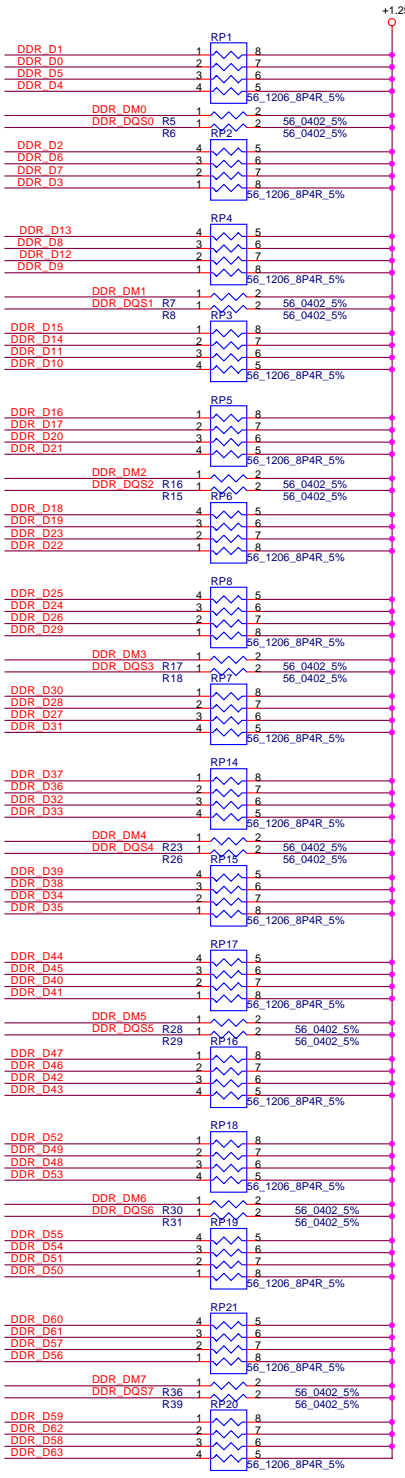 +1.25
RP1
DDR_D1 1 8
DDR_D0 2 7
DDR_D5 3 6
DDR_D4 4 5
56_1206_8P4R_5%
DDR_DM0 R5 1 2 56_0402_5%
DDR_DQS0 R6 1 2 56_0402_5%
RP2
DDR_D2 4 5
DDR_D6 3 6
DDR_D7 2 7
DDR_D3 1 8
56_1206_8P4R_5%
RP4
DDR_D13 4 5
DDR_D8 3 6
DDR_D12 2 7
DDR_D9 1 8
56_1206_8P4R_5%
DDR_DM1 R7 1 2 56_0402_5%
DDR_DQS1 R8 1 2 56_0402_5%
RP3
DDR_D15 1 8
DDR_D14 2 7
DDR_D11 3 6
DDR_D10 4 5
56_1206_8P4R_5%
RP5
DDR_D16 1 8
DDR_D17 2 7
DDR_D20 3 6
DDR_D21 4 5
56_1206_8P4R_5%
DDR_DM2 R16 1 2 56_0402_5%
DDR_DQS2 R15 1 2 56_0402_5%
RP6
DDR_D18 4 5
DDR_D19 3 6
DDR_D23 2 7
DDR_D22 1 8
56_1206_8P4R_5%
RP8
DDR_D25 4 5
DDR_D24 3 6
DDR_D26 2 7
DDR_D29 1 8
56_1206_8P4R_5%
DDR_DM3 R17 1 2 56_0402_5%
DDR_DQS3 R18 1 2 56_0402_5%
RP7
DDR_D30 1 8
DDR_D28 2 7
DDR_D27 3 6
DDR_D31 4 5
56_1206_8P4R_5%
RP14
DDR_D37 1 8
DDR_D36 2 7
DDR_D32 3 6
DDR_D33 4 5
56_1206_8P4R_5%
DDR_DM4 R23 1 2 56_0402_5%
DDR_DQS4 R26 1 2 56_0402_5%
RP15
DDR_D39 4 5
DDR_D38 3 6
DDR_D34 2 7
DDR_D35 1 8
56_1206_8P4R_5%
RP17
DDR_D44 4 5
DDR_D45 3 6
DDR_D40 2 7
DDR_D41 1 8
56_1206_8P4R_5%
DDR_DM5 R28 1 2 56_0402_5%
DDR_DQS5 R29 1 2 56_0402_5%
RP16
DDR_D47 1 8
DDR_D46 2 7
DDR_D42 3 6
DDR_D43 4 5
56_1206_8P4R_5%
RP18
DDR_D52 1 8
DDR_D49 2 7
DDR_D48 3 6
DDR_D53 4 5
56_1206_8P4R_5%
DDR_DM6 R30 1 2 56_0402_5%
DDR_DQS6 R31 1 2 56_0402_5%
RP19
DDR_D55 4 5
DDR_D54 3 6
DDR_D51 2 7
DDR_D50 1 8
56_1206_8P4R_5%
RP21
DDR_D60 4 5
DDR_D61 3 6
DDR_D57 2 7
DDR_D56 1 8
56_1206_8P4R_5%
DDR_DM7 R36 1 2 56_0402_5%
DDR_DQS7 R39 1 2 56_0402_5%
RP20
DDR_D59 1 8
DDR_D62 2 7
DDR_D58 3 6
DDR_D63 4 5
56_1206_8P4R_5%